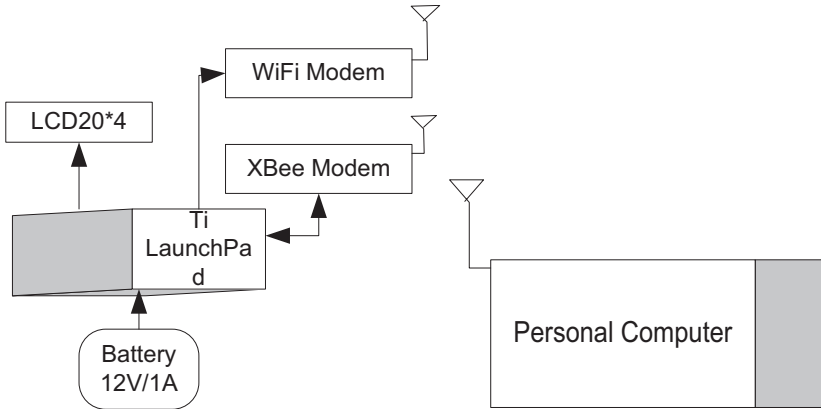 WiFi Modem
LCD20*4
XBee Modem
Ti
LaunchPa
d
Personal Computer
Battery
12V/1A